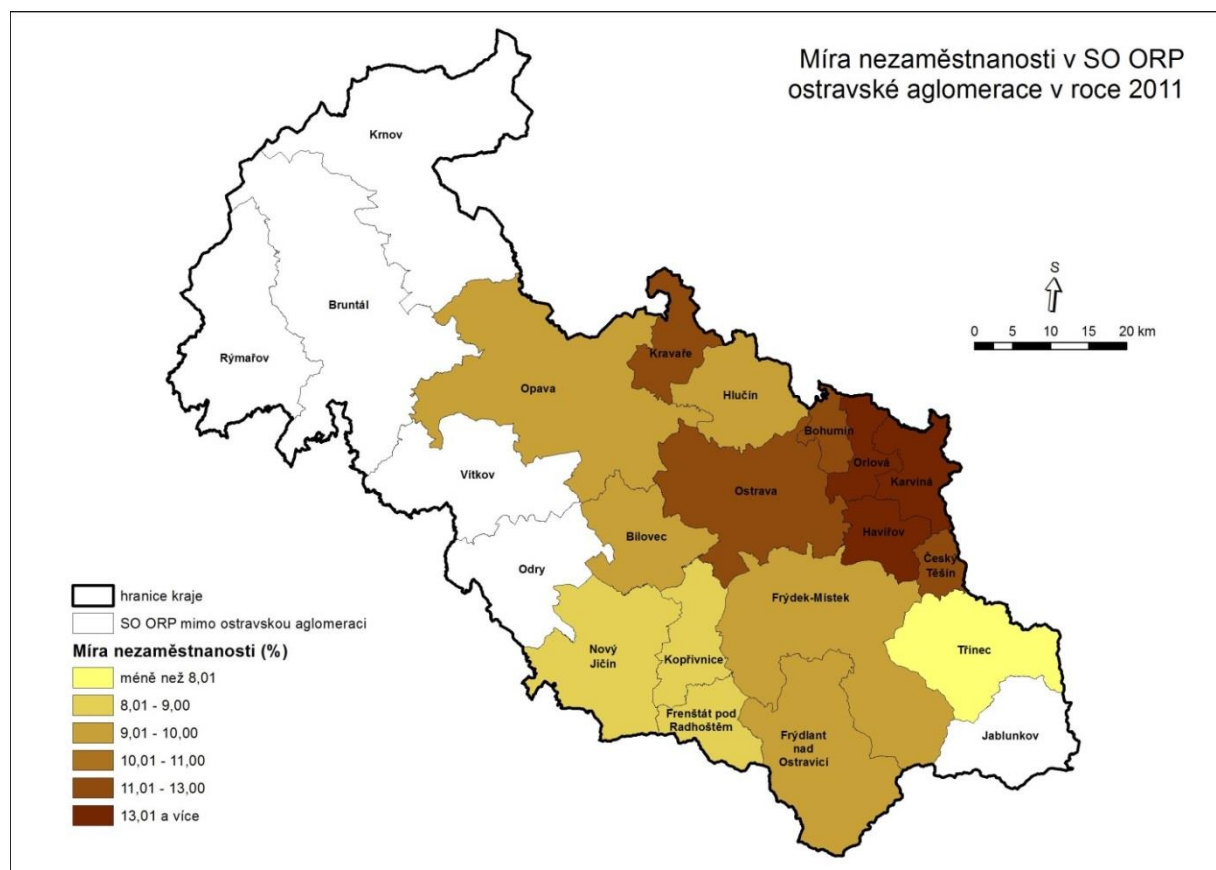 Míra nezaměstnanosti v SO ORP
ostravské aglomerace v roce 2011
Krnov
Bruntál
Rýmařov
S
0 5 10 15 20 km
Kravaře
Opava
Hlučín
Bohumín
Orlová
Vítkov
Ostrava
Karviná
Bílovec
Havířov
Český
Těšín
Odry
Frýdek-Místek
Nový
Jičín
Kopřivnice
Třinec
Frenštát pod
Radhoštěm
Frýdlant
nad
Ostravicí
Jablunkov
hranice kraje
SO ORP mimo ostravskou aglomeraci
Míra nezaměstnanosti (%)
méně než 8,01
8,01 - 9,00
9,01 - 10,00
10,01 - 11,00
11,01 - 13,00
13,01 a více